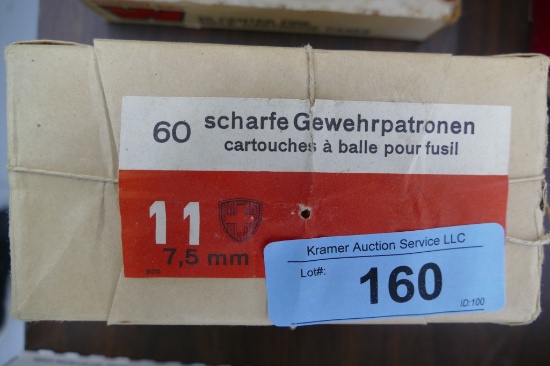 60 scharfe Gewehrpatronen
cartouches à balle pour fusil
11
7,5 mm
Kramer Auction Service LLC
Lot#:
160
ID:100